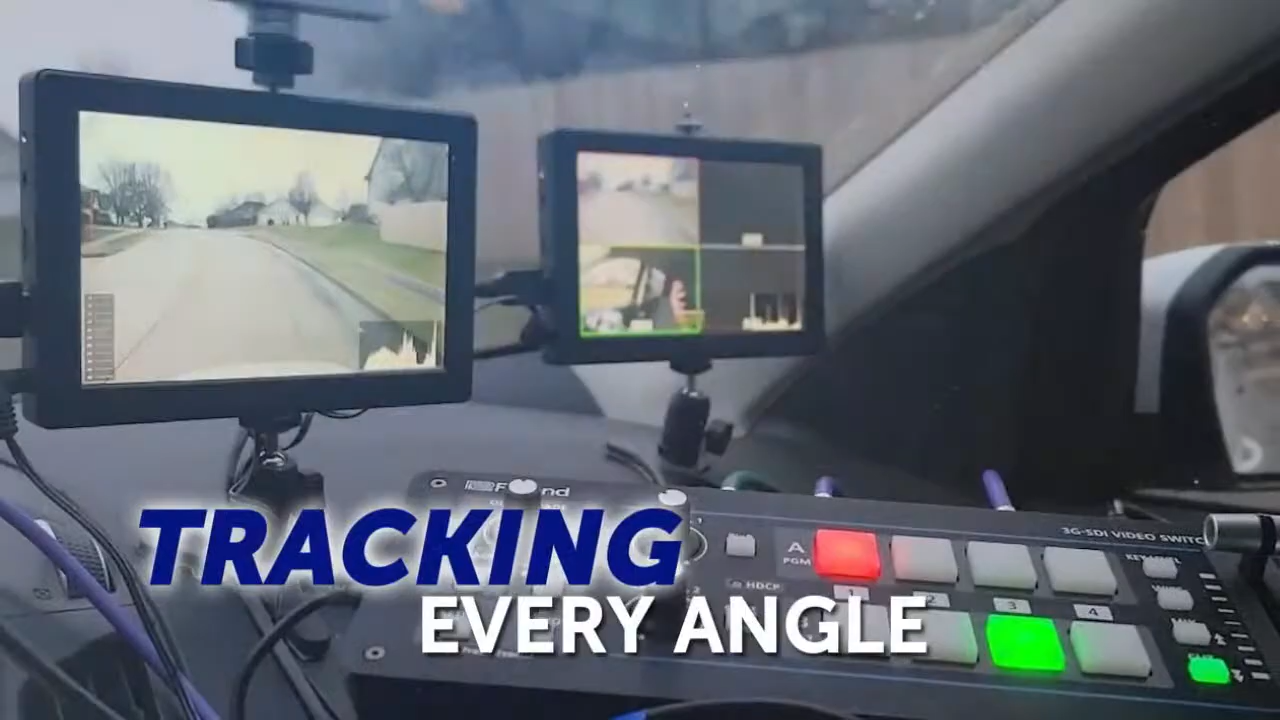 3G-SDI VIDEO SWITC
A
PGM
HDCP
1
2
3
4
TRACKING
EVERY ANGLE